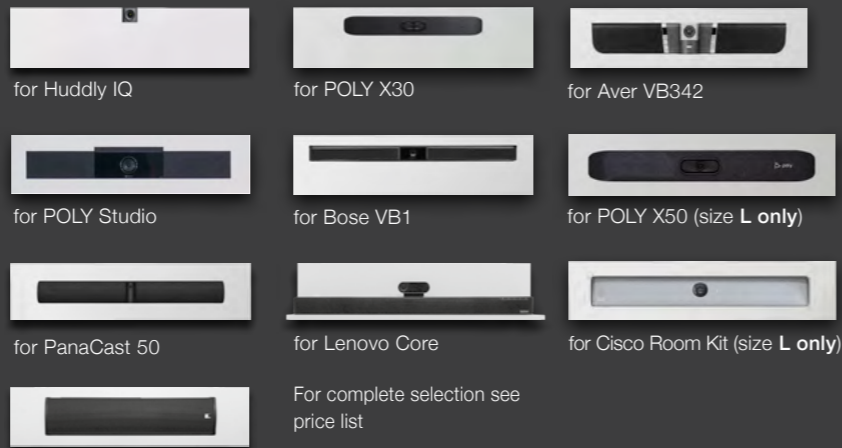 for Huddly IQ
for POLY X30
for Aver VB342
for POLY Studio
for Bose VB1
for POLY X50 (size L only)
for PanaCast 50
for Lenovo Core
for Cisco Room Kit (size L only)
For complete selection see
price list